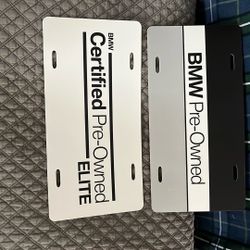 BMW
Certified Pre-Owned
ELITE
BMW Pre-Owned